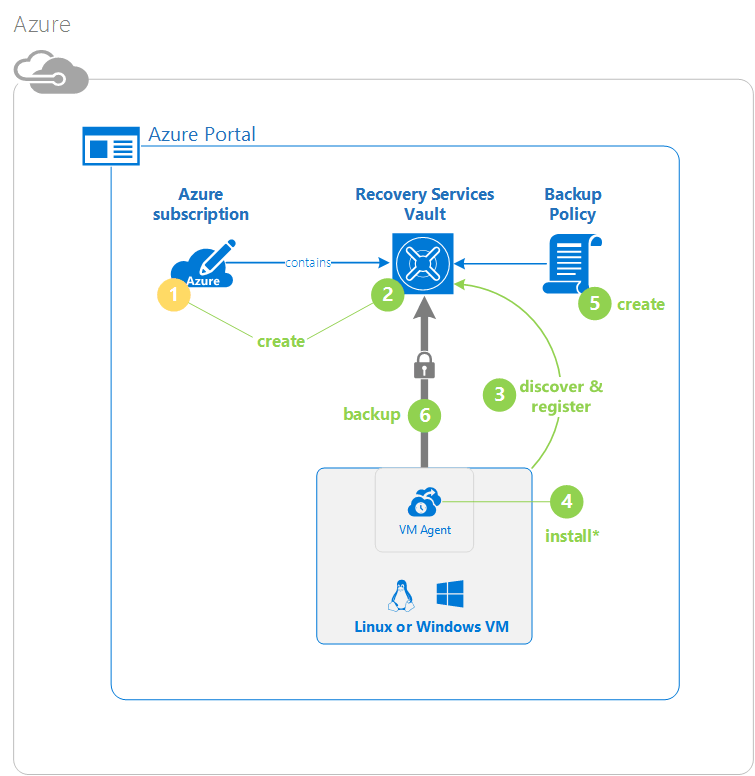 Azure
Azure Portal
Azure
subscription
Recovery Services
Vault
Backup
Policy
Azure
contains
1
2
5
create
create
3
discover &
register
backup
6
4
VM Agent
install*
Linux or Windows VM